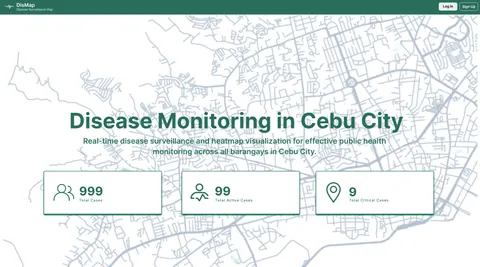 DisMap
Disease Surveillance Map
Log In
Sign Up
Disease Monitoring in Cebu City
Real-time disease surveillance and heatmap visualization for effective public health
monitoring across all barangays in Cebu City.
999
Total Cases
99
Total Active Cases
9
Total Critical Cases